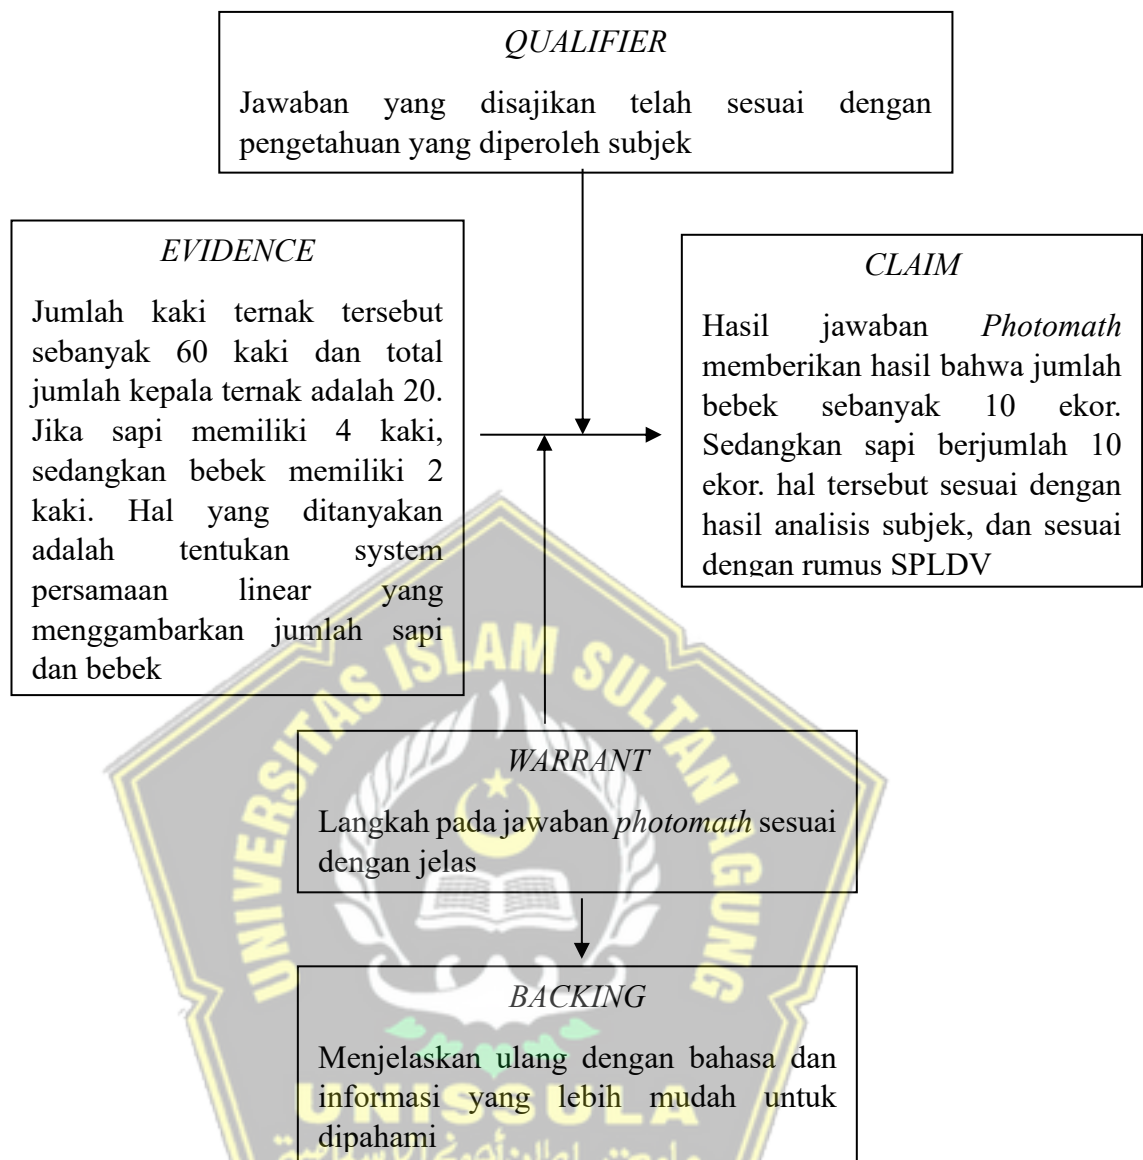 QUALIFIER
Jawaban yang disajikan telah sesuai dengan
pengetahuan yang diperoleh subjek
EVIDENCE
Jumlah kaki ternak tersebut
sebanyak 60 kaki dan total
jumlah kepala ternak adalah 20.
Jika sapi memiliki 4 kaki,
sedangkan bebek memiliki 2
kaki. Hal yang ditanyakan
adalah tentukan system
persamaan linear yang
menggambarkan jumlah sapi
dan bebek
CLAIM
Hasil jawaban Photomath
memberikan hasil bahwa jumlah
bebek sebanyak 10 ekor.
Sedangkan sapi berjumlah 10
ekor. hal tersebut sesuai dengan
hasil analisis subjek, dan sesuai
dengan rumus SPLDV
WARRANT
Langkah pada jawaban photomath sesuai
dengan jelas
BACKING
Menjelaskan ulang dengan bahasa dan
informasi yang lebih mudah untuk
dipahami
UNIVERSITAS ISLAM SULTAN AGUNG
UNISSULA